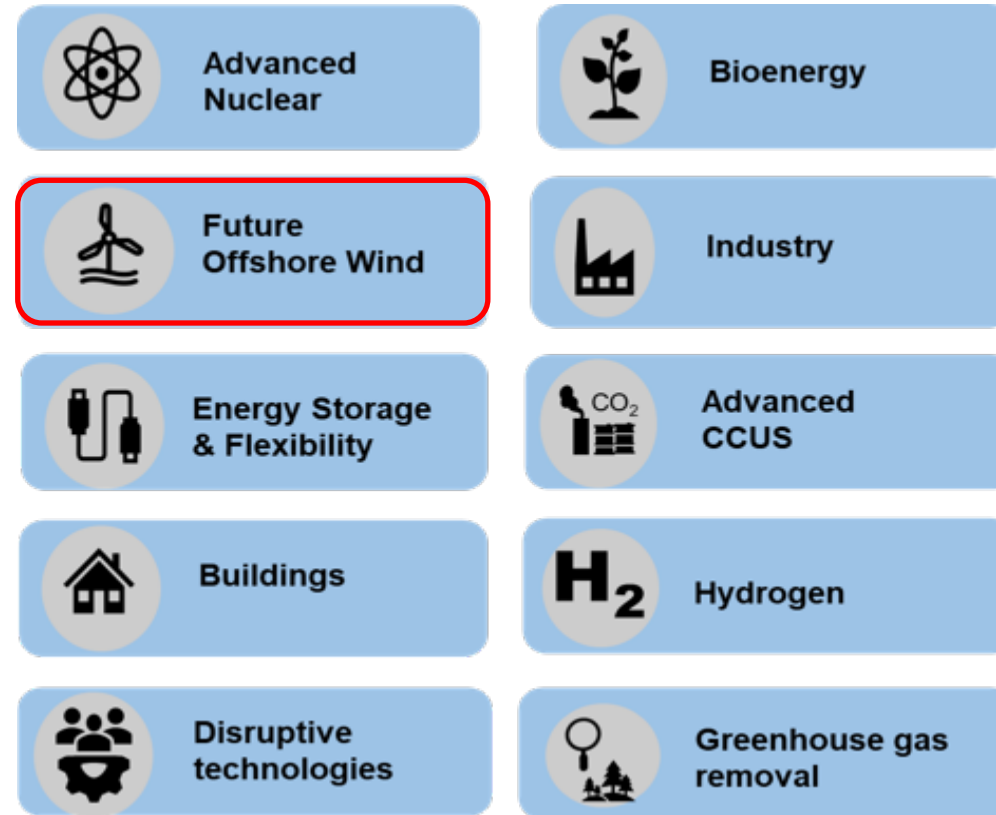 Advanced
Nuclear
Bioenergy
Future
Offshore Wind
Industry
Energy Storage
& Flexibility
CO₂
Advanced
CCUS
Buildings
H₂
Hydrogen
Disruptive
technologies
Greenhouse gas
removal